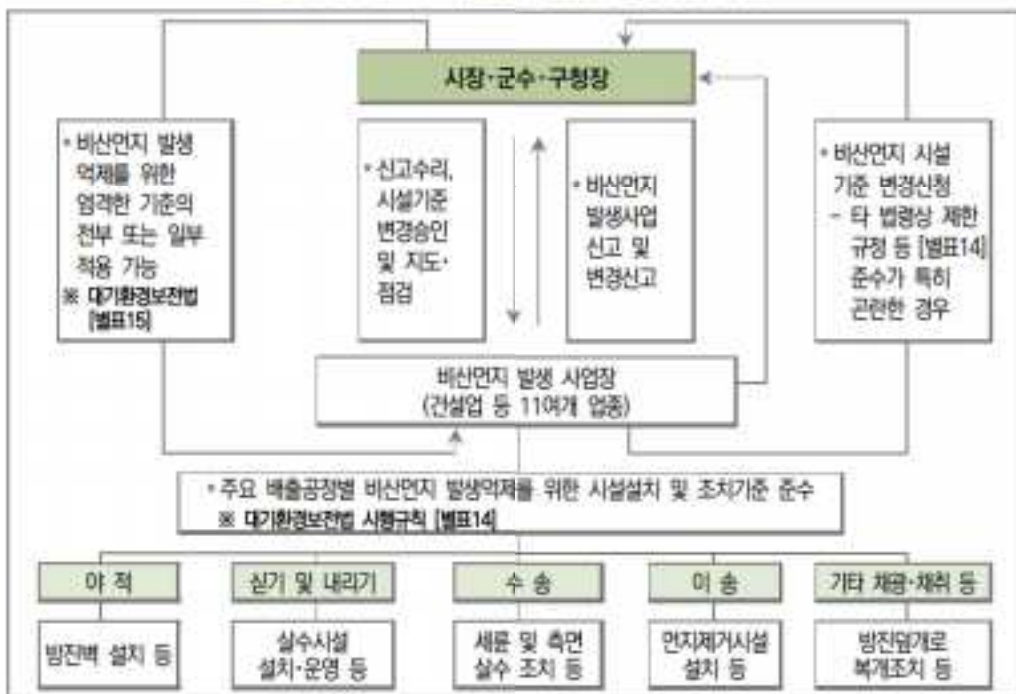 시장·군수·구청장
• 비산먼지 발생
억제를 위한
엄격한 기준의
전부 또는 일부
적용 가능
※ 대기환경보전법
[별표15]
• 신고수리,
시설기준
변경승인
및 지도·
점검
• 비산먼지
발생사업
신고 및
변경신고
• 비산먼지 시설
기준 변경신청
- 타 법령상 제한
규정 등 [별표14]
준수가 특히
곤란한 경우
비산먼지 발생 사업장
(건설업 등 11여개 업종)
• 주요 배출공정별 비산먼지 발생억제를 위한 시설설치 및 조치기준 준수
※ 대기환경보전법 시행규칙 [별표14]
야 적
싣기 및 내리기
수 송
이 송
기타 채광·채취 등
방진벽 설치 등
살수시설
설치·운영 등
세륜 및 측면
살수 조치 등
먼지제거시설
설치 등
방진덮개로
복개조치 등